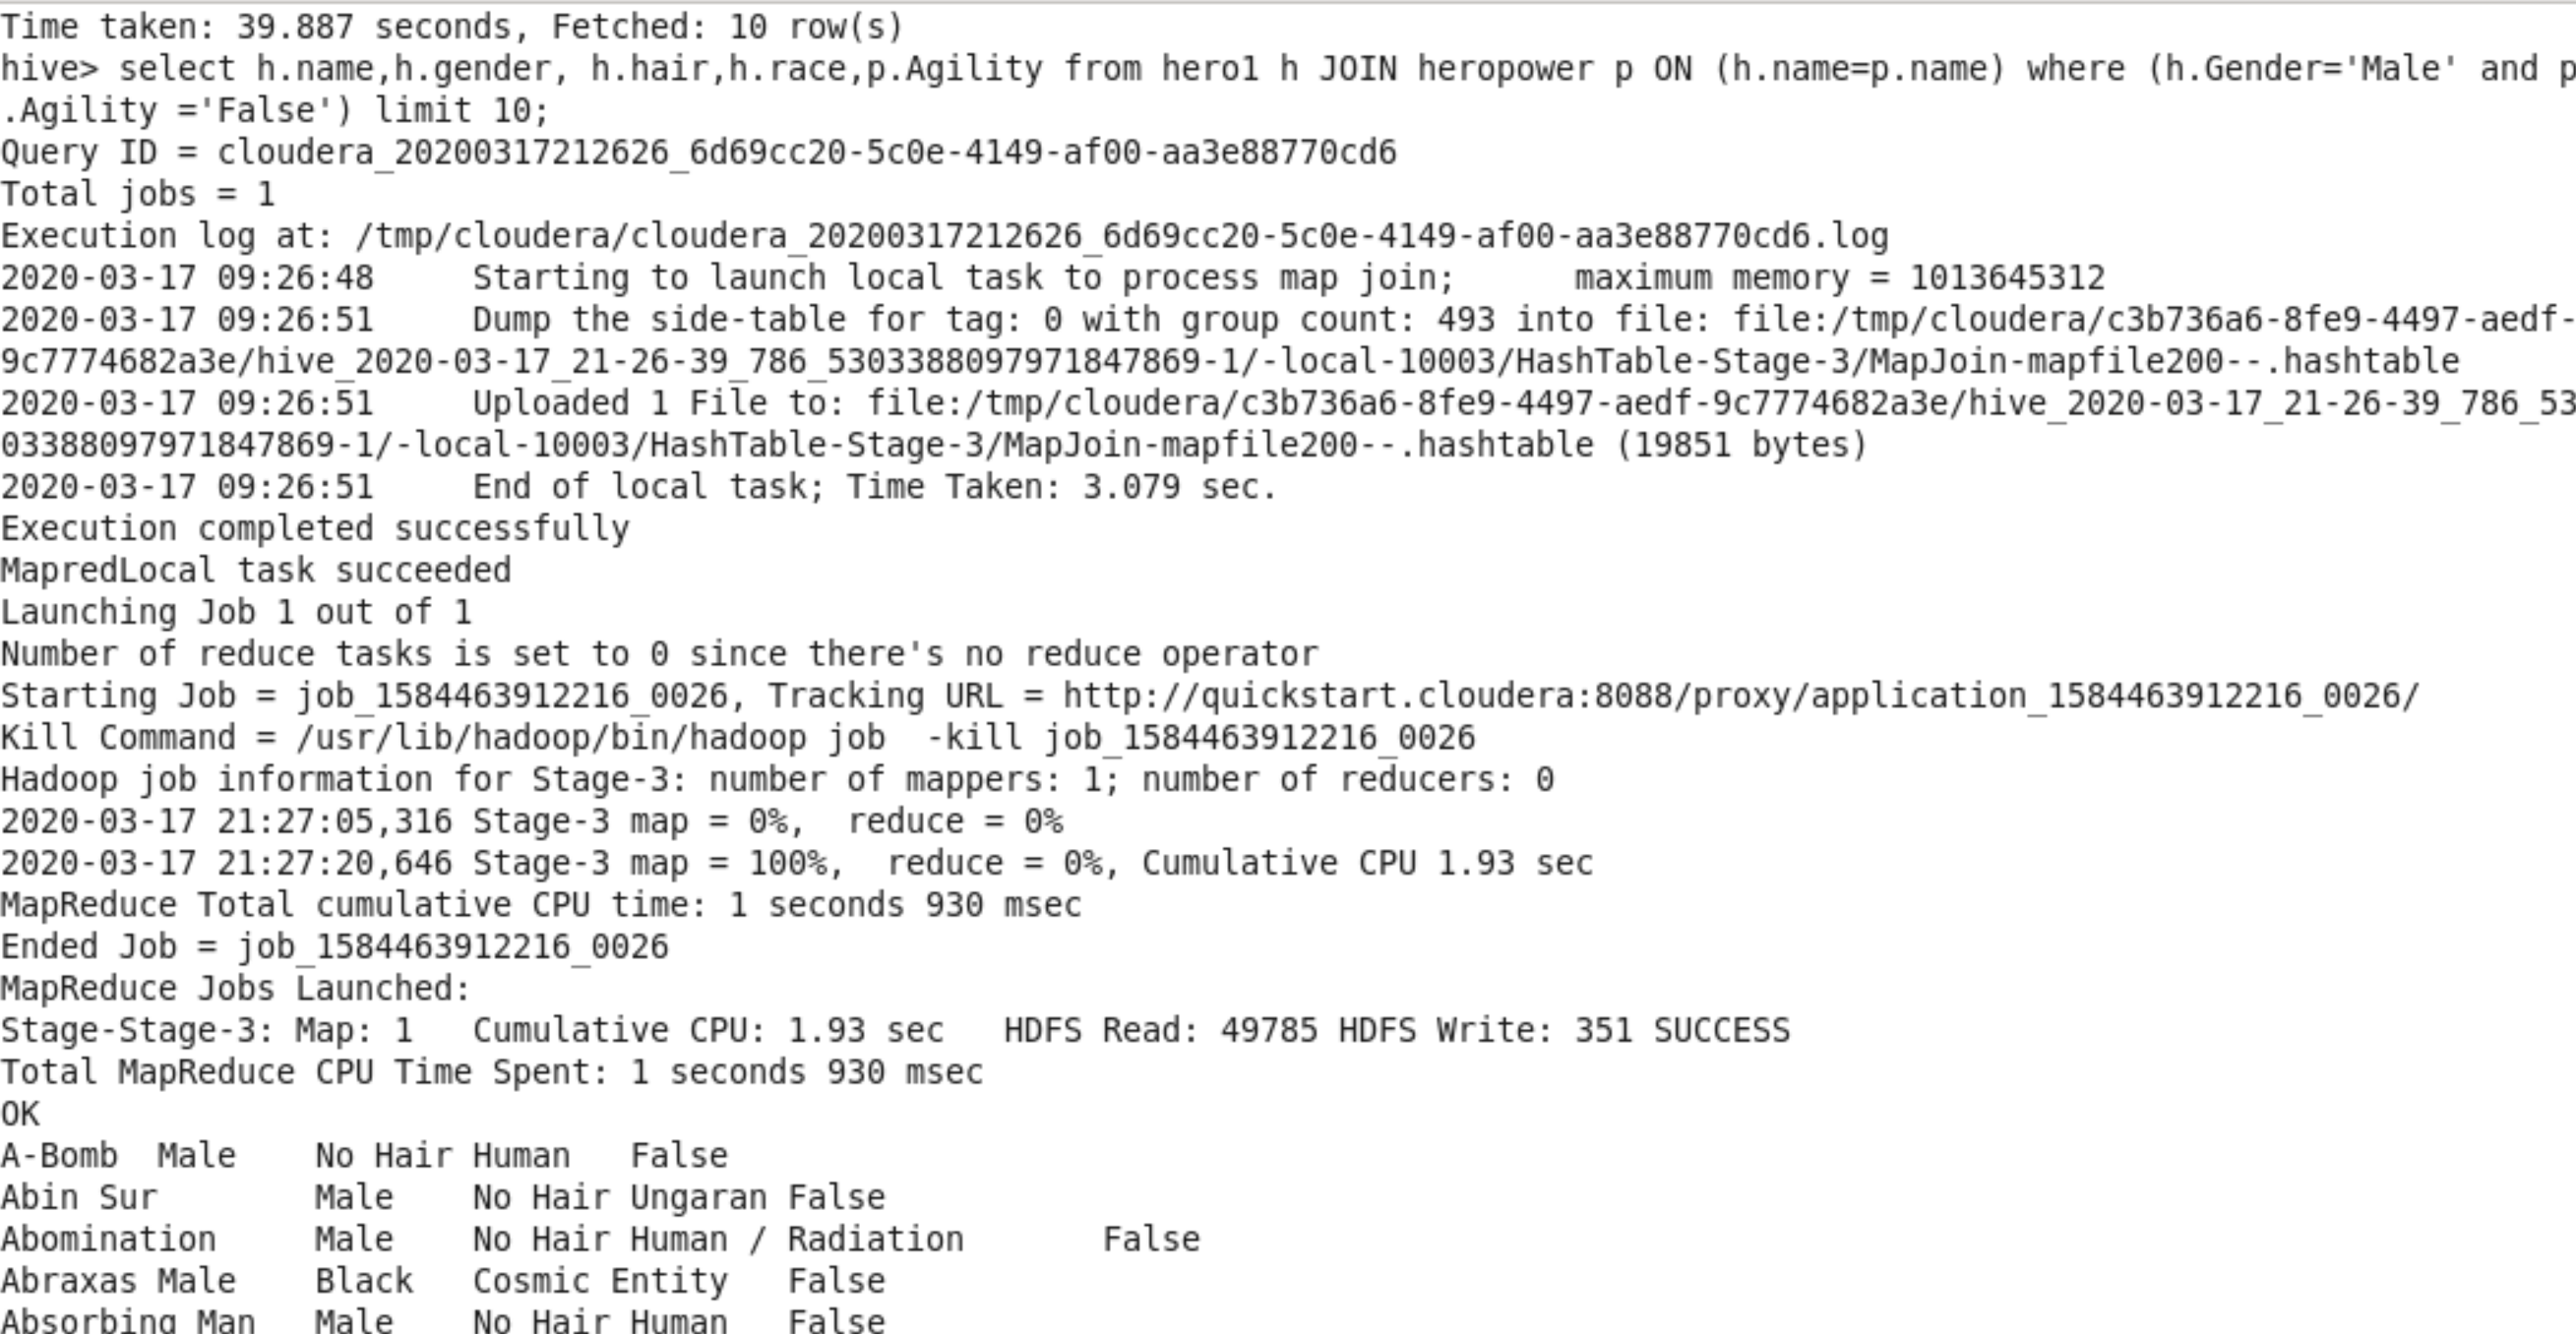 Time taken: 39.887 seconds, Fetched: 10 row(s)
hive> select h.name,h.gender, h.hair,h.race,p.Agility from hero1 h JOIN heropower p ON (h.name=p.name) where (h.Gender='Male' and p
.Agility ='False') limit 10;
Query ID = cloudera_20200317212626_6d69cc20-5c0e-4149-af00-aa3e88770cd6
Total jobs = 1
Execution log at: /tmp/cloudera/cloudera_20200317212626_6d69cc20-5c0e-4149-af00-aa3e88770cd6.log
2020-03-17 09:26:48     Starting to launch local task to process map join;      maximum memory = 1013645312
2020-03-17 09:26:51     Dump the side-table for tag: 0 with group count: 493 into file: file:/tmp/cloudera/c3b736a6-8fe9-4497-aedf-
9c7774682a3e/hive_2020-03-17_21-26-39_786_5303388097971847869-1/-local-10003/HashTable-Stage-3/MapJoin-mapfile200--.hashtable
2020-03-17 09:26:51     Uploaded 1 File to: file:/tmp/cloudera/c3b736a6-8fe9-4497-aedf-9c7774682a3e/hive_2020-03-17_21-26-39_786_53
03388097971847869-1/-local-10003/HashTable-Stage-3/MapJoin-mapfile200--.hashtable (19851 bytes)
2020-03-17 09:26:51     End of local task; Time Taken: 3.079 sec.
Execution completed successfully
MapredLocal task succeeded
Launching Job 1 out of 1
Number of reduce tasks is set to 0 since there's no reduce operator
Starting Job = job_1584463912216_0026, Tracking URL = http://quickstart.cloudera:8088/proxy/application_1584463912216_0026/
Kill Command = /usr/lib/hadoop/bin/hadoop job  -kill job_1584463912216_0026
Hadoop job information for Stage-3: number of mappers: 1; number of reducers: 0
2020-03-17 21:27:05,316 Stage-3 map = 0%,  reduce = 0%
2020-03-17 21:27:20,646 Stage-3 map = 100%,  reduce = 0%, Cumulative CPU 1.93 sec
MapReduce Total cumulative CPU time: 1 seconds 930 msec
Ended Job = job_1584463912216_0026
MapReduce Jobs Launched:
Stage-Stage-3: Map: 1   Cumulative CPU: 1.93 sec   HDFS Read: 49785 HDFS Write: 351 SUCCESS
Total MapReduce CPU Time Spent: 1 seconds 930 msec
OK
A-Bomb  Male    No Hair Human   False
Abin Sur        Male    No Hair Ungaran False
Abomination     Male    No Hair Human / Radiation       False
Abraxas Male    Black   Cosmic Entity   False
Absorbing Man   Male    No Hair Human   False